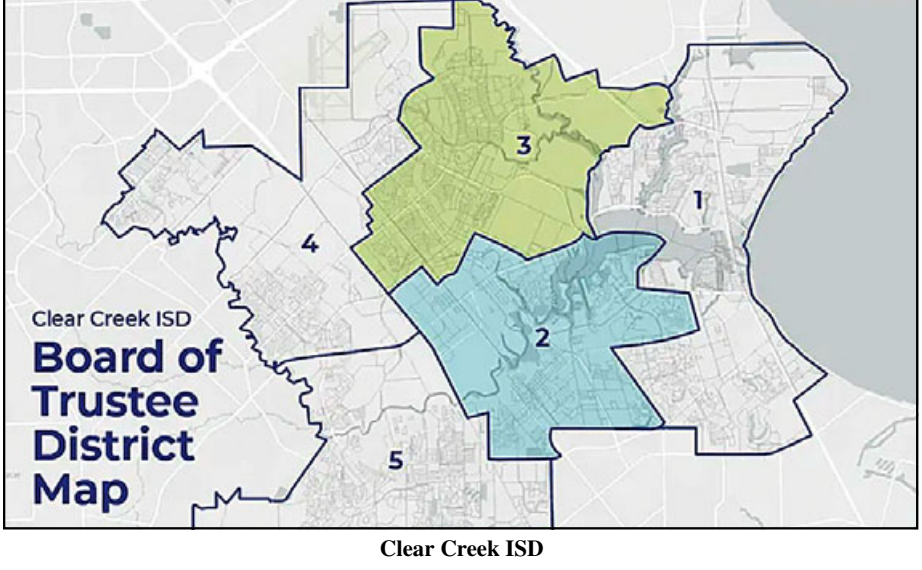 3
1
4
2
5
Clear Creek ISD
Board of
Trustee
District
Map
Clear Creek ISD